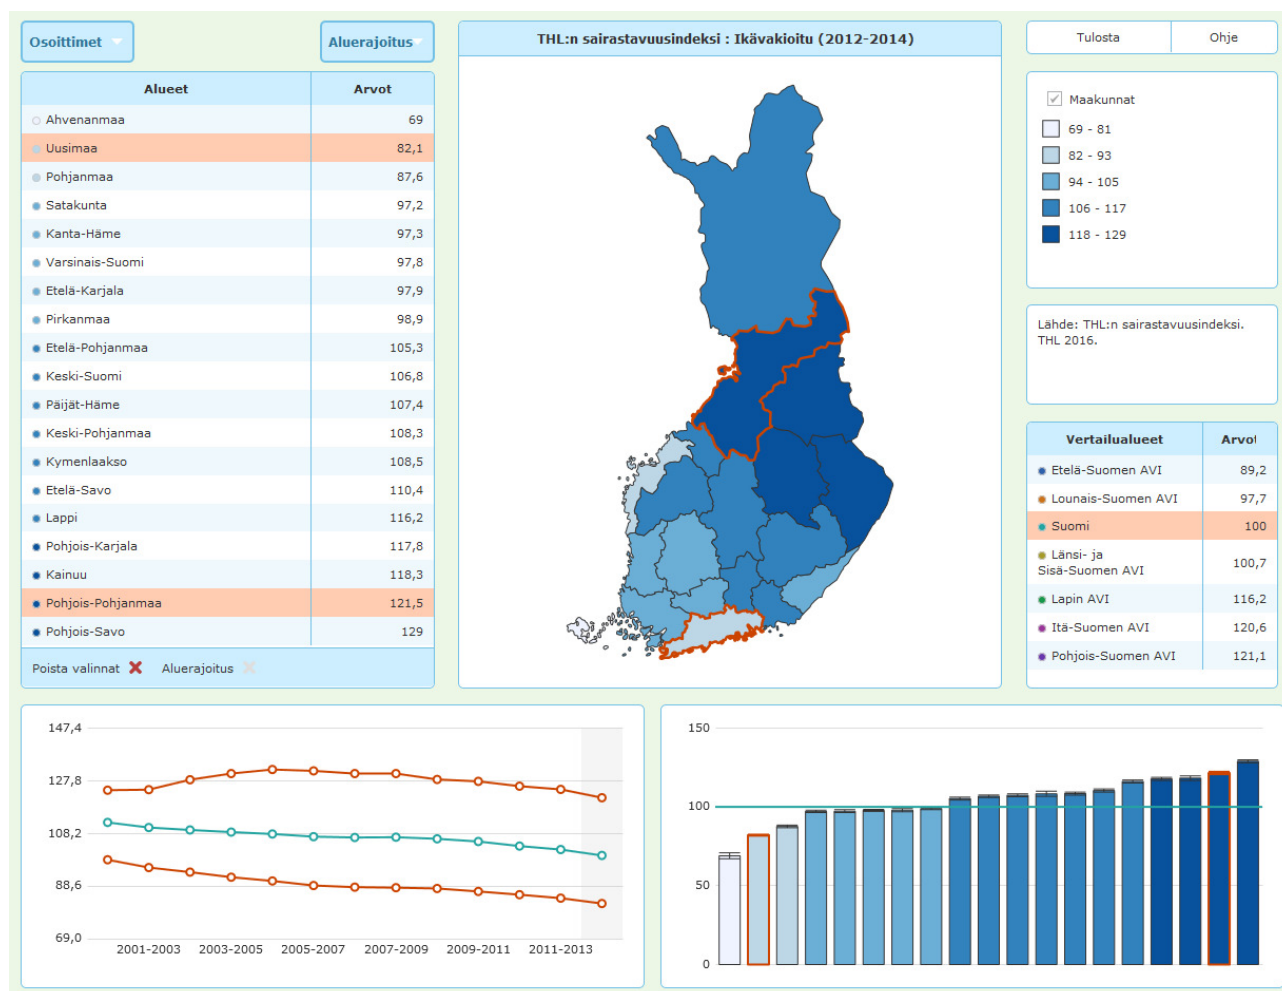 Osoittimet
Aluerajoitus
Alueet Arvot
Ahvenanmaa 69
Uusimaa 82,1
Pohjanmaa 87,6
Satakunta 97,2
Kanta-Häme 97,3
Varsinais-Suomi 97,8
Etelä-Karjala 97,9
Pirkanmaa 98,9
Etelä-Pohjanmaa 105,3
Keski-Suomi 106,8
Päijät-Häme 107,4
Keski-Pohjanmaa 108,3
Kymenlaakso 108,5
Etelä-Savo 110,4
Lappi 116,2
Pohjois-Karjala 117,8
Kainuu 118,3
Pohjois-Pohjanmaa 121,5
Pohjois-Savo 129
Poista valinnat Aluerajoitus
THL:n sairastavuusindeksi : Ikävakioitu (2012-2014)
Tulosta Ohje
Maakunnat
69 - 81
82 - 93
94 - 105
106 - 117
118 - 129
Lähde: THL:n sairastavuusindeksi.
THL 2016.
Vertailualueet Arvot
Etelä-Suomen AVI 89,2
Lounais-Suomen AVI 97,7
Suomi 100
Länsi- ja
Sisä-Suomen AVI 100,7
Lapin AVI 116,2
Itä-Suomen AVI 120,6
Pohjois-Suomen AVI 121,1
147,4
127,8
108,2
88,6
69,0
2001-2003 2003-2005 2005-2007 2007-2009 2009-2011 2011-2013
150
100
50
0